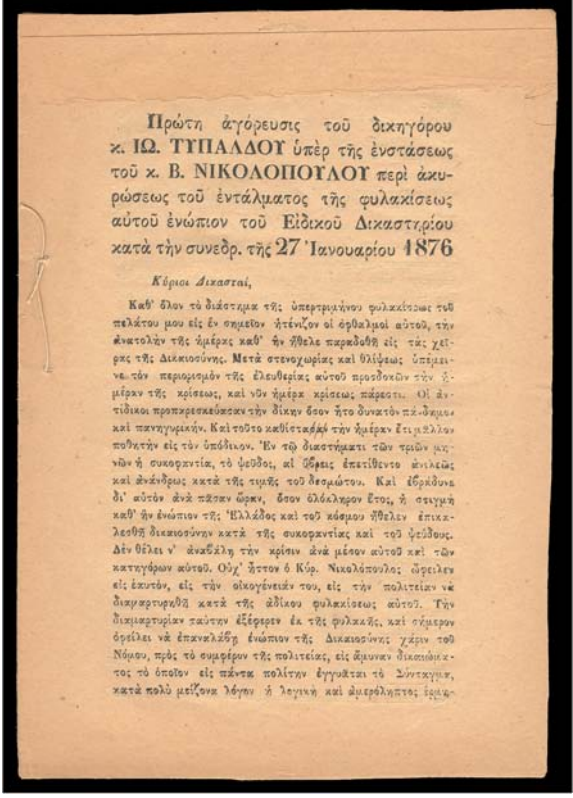 Πρώτη ἀγόρευσις τοῦ δικηγόρου
κ. ΙΩ. ΤΥΠΑΛΔΟΥ ὑπὲρ τῆς ἐνστάσεως
τοῦ κ. Β. ΝΙΚΟΛΟΠΟΥΛΟΥ περὶ ἀκυ-
ρώσεως τοῦ ἐντάλματος τῆς φυλακίσεως
αὐτοῦ ἐνώπιον τοῦ Εἰδικοῦ Δικαστηρίου
κατὰ τὴν συνεδρ. τῆς 27 Ἰανουαρίου 1876
Κύριοι Δικασταί,
Καθ' ὅλον τὸ διάστημα τῆς ὑπερτριμήνου φυλακίσεως τοῦ
πελάτου μου εἰς ἓν σημεῖον ἠτένιζον οἱ ὀφθαλμοὶ αὐτοῦ, τὴν
ἀνατολὴν τῆς ἡμέρας καθ' ἣν ἤθελε παραδοθῆ εἰς τὰς χεῖ-
ρας τῆς Δικαιοσύνης. Μετὰ στενοχωρίας καὶ θλίψεως ὑπέμει-
νε τὸν περιορισμὸν τῆς ἐλευθερίας αὐτοῦ προσδοκῶν τὴν ἡ-
μέραν τῆς κρίσεως, καὶ νῦν ἡμέρα κρίσεως πάρεστι. Οἱ ἀν-
τίδικοι προπαρεσκεύασαν τὴν δίκην ὅσον ἦτο δυνατὸν πάνδημον
καὶ πανηγυρικήν. Καὶ τοῦτο καθίστα τὴν ἡμέραν ἔτι μᾶλλον
ποθητὴν εἰς τὸν ὑπόδικον. Ἐν τῷ διαστήματι τῶν τριῶν μη-
νῶν ἡ συκοφαντία, τὸ ψεῦδος, αἱ ὕβρεις ἐπετίθεντο ἀνιλεῶς
καὶ ἀνάνδρως κατὰ τῆς τιμῆς τοῦ δεσμώτου. Καὶ ἐβράδυνε
δι' αὐτὸν ἀνὰ πᾶσαν ὥραν, ὅσον ὁλόκληρον ἔτος, ἡ στιγμὴ
καθ' ἣν ἐνώπιον τῆς Ἑλλάδος καὶ τοῦ κόσμου ἤθελεν ἐπικα-
λεσθῆ δικαιοσύνην κατὰ τῆς συκοφαντίας καὶ τοῦ ψεύδους.
Δὲν θέλει ν' ἀναβάλῃ τὴν κρίσιν ἀνὰ μέσον αὐτοῦ καὶ τῶν
κατηγόρων αὐτοῦ. Οὐχ' ἧττον ὁ Κύρ. Νικολόπουλος ὤφειλεν
εἰς ἑαυτόν, εἰς τὴν οἰκογένειάν του, εἰς τὴν πολιτείαν νὰ
διαμαρτυρηθῇ κατὰ τῆς ἀδίκου φυλακίσεως αὐτοῦ. Τὴν
διαμαρτυρίαν ταύτην ἐξέφερεν ἐκ τῆς φυλακῆς, καὶ σήμερον
ὀφείλει νὰ ἐπαναλάβῃ ἐνώπιον τῆς Δικαιοσύνης χάριν τοῦ
Νόμου, πρὸς τὸ συμφέρον τῆς πολιτείας, εἰς ἄμυναν δικαιώμα-
τος τὸ ὁποῖον εἰς πάντα πολίτην ἐγγυᾶται τὸ Σύνταγμα,
κατὰ πολὺ μείζονα λόγον ἡ λογικὴ καὶ ἀμερόληπτος ἑρμη-